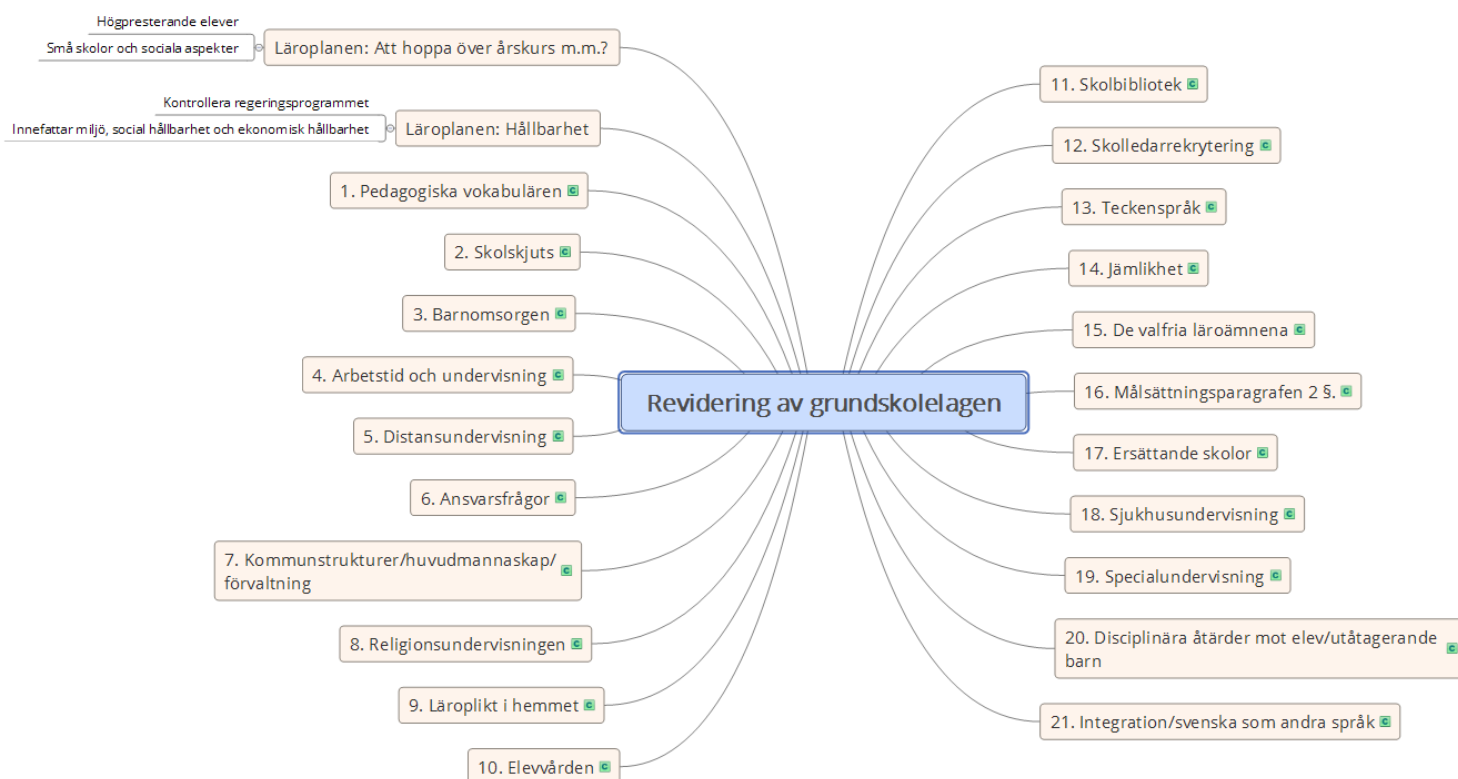 Högpresterande elever
Små skolor och sociala aspekter
Läroplanen: Att hoppa över årskurs m.m.?
Kontrollera regeringsprogrammet
Innefattar miljö, social hållbarhet och ekonomisk hållbarhet
Läroplanen: Hållbarhet
1. Pedagogiska vokabulären
2. Skolskjuts
3. Barnomsorgen
4. Arbetstid och undervisning
5. Distansundervisning
6. Ansvarsfrågor
7. Kommunstrukturer/huvudmannaskap/
förvaltning
8. Religionsundervisningen
9. Läroplikt i hemmet
10. Elevvården
Revidering av grundskolelagen
11. Skolbibliotek
12. Skolledarrekrytering
13. Teckenspråk
14. Jämlikhet
15. De valfria läroämnena
16. Målsättningsparagrafen 2 §.
17. Ersättande skolor
18. Sjukhusundervisning
19. Specialundervisning
20. Disciplinära åtärder mot elev/utåtagerande
barn
21. Integration/svenska som andra språk